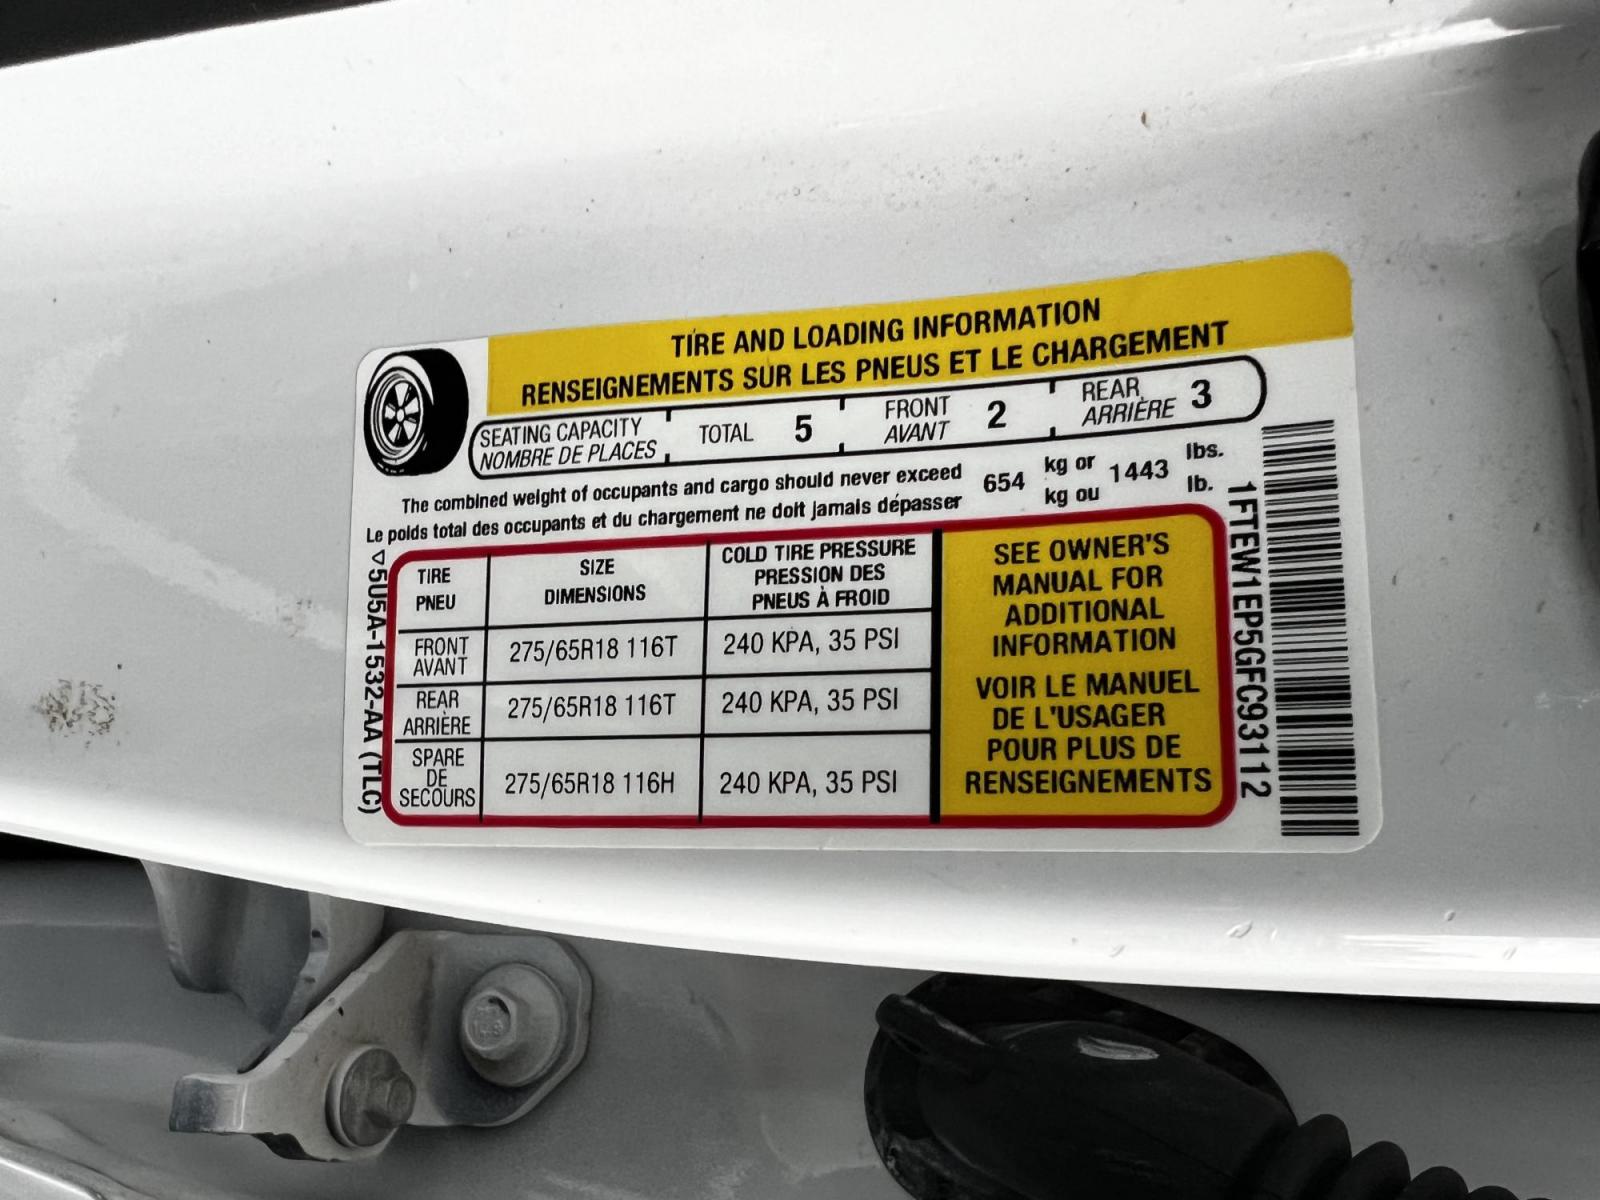 TIRE AND LOADING INFORMATION
RENSEIGNEMENTS SUR LES PNEUS ET LE CHARGEMENT
SEATING CAPACITY
NOMBRE DE PLACES
TOTAL 5
FRONT
AVANT
2
REAR
ARRIÈRE
3
The combined weight of occupants and cargo should never exceed 654 kg or 1443 lbs.
Le poids total des occupants et du chargement ne doit jamais dépasser kg ou lb.
TIRE
PNEU
SIZE
DIMENSIONS
COLD TIRE PRESSURE
PRESSION DES
PNEUS À FROID
FRONT
AVANT
275/65R18 116T
240 KPA, 35 PSI
REAR
ARRIÈRE
275/65R18 116T
240 KPA, 35 PSI
SPARE
DE
SECOURS
275/65R18 116H
240 KPA, 35 PSI
SEE OWNER'S
MANUAL FOR
ADDITIONAL
INFORMATION
VOIR LE MANUEL
DE L'USAGER
POUR PLUS DE
RENSEIGNEMENTS
5U5A-1532-AA (TLC)
1FTEW1EP5GFC93112